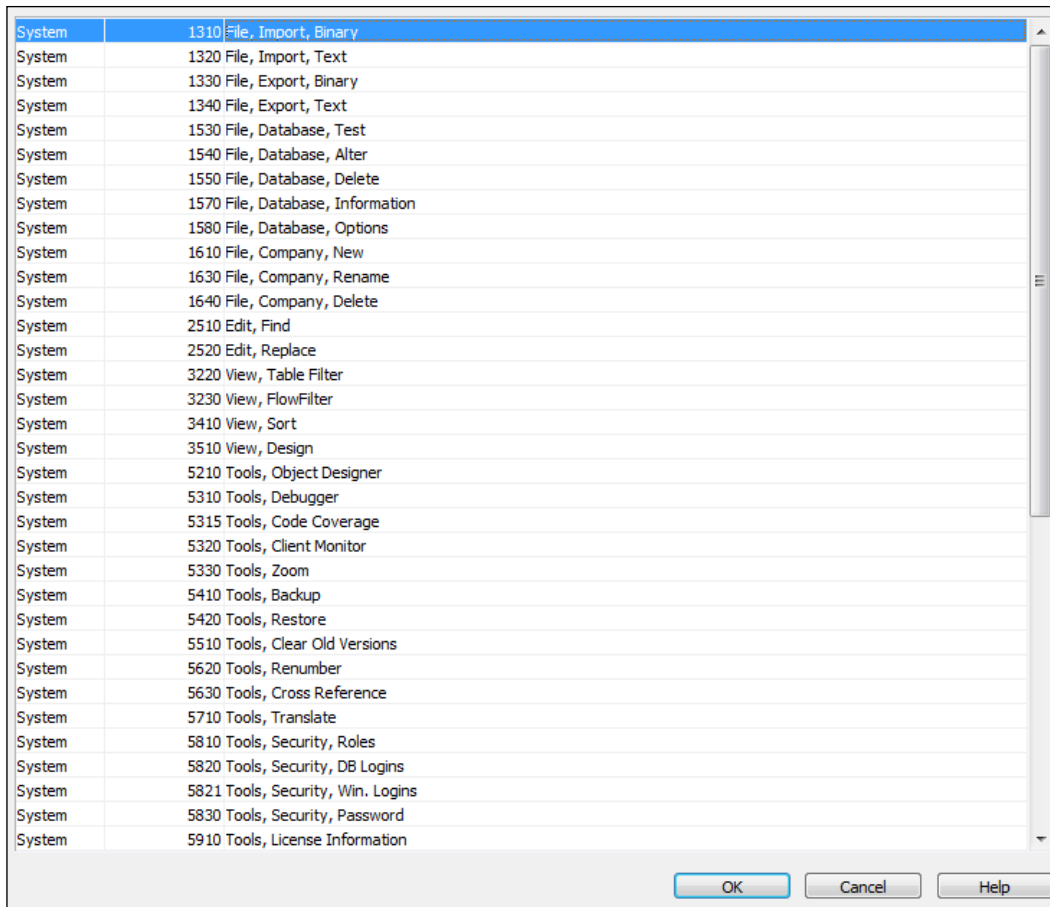 System 1310 File, Import, Binary
System 1320 File, Import, Text
System 1330 File, Export, Binary
System 1340 File, Export, Text
System 1530 File, Database, Test
System 1540 File, Database, Alter
System 1550 File, Database, Delete
System 1570 File, Database, Information
System 1580 File, Database, Options
System 1610 File, Company, New
System 1630 File, Company, Rename
System 1640 File, Company, Delete
System 2510 Edit, Find
System 2520 Edit, Replace
System 3220 View, Table Filter
System 3230 View, FlowFilter
System 3410 View, Sort
System 3510 View, Design
System 5210 Tools, Object Designer
System 5310 Tools, Debugger
System 5315 Tools, Code Coverage
System 5320 Tools, Client Monitor
System 5330 Tools, Zoom
System 5410 Tools, Backup
System 5420 Tools, Restore
System 5510 Tools, Clear Old Versions
System 5620 Tools, Renumber
System 5630 Tools, Cross Reference
System 5710 Tools, Translate
System 5810 Tools, Security, Roles
System 5820 Tools, Security, DB Logins
System 5821 Tools, Security, Win. Logins
System 5830 Tools, Security, Password
System 5910 Tools, License Information
OK Cancel Help